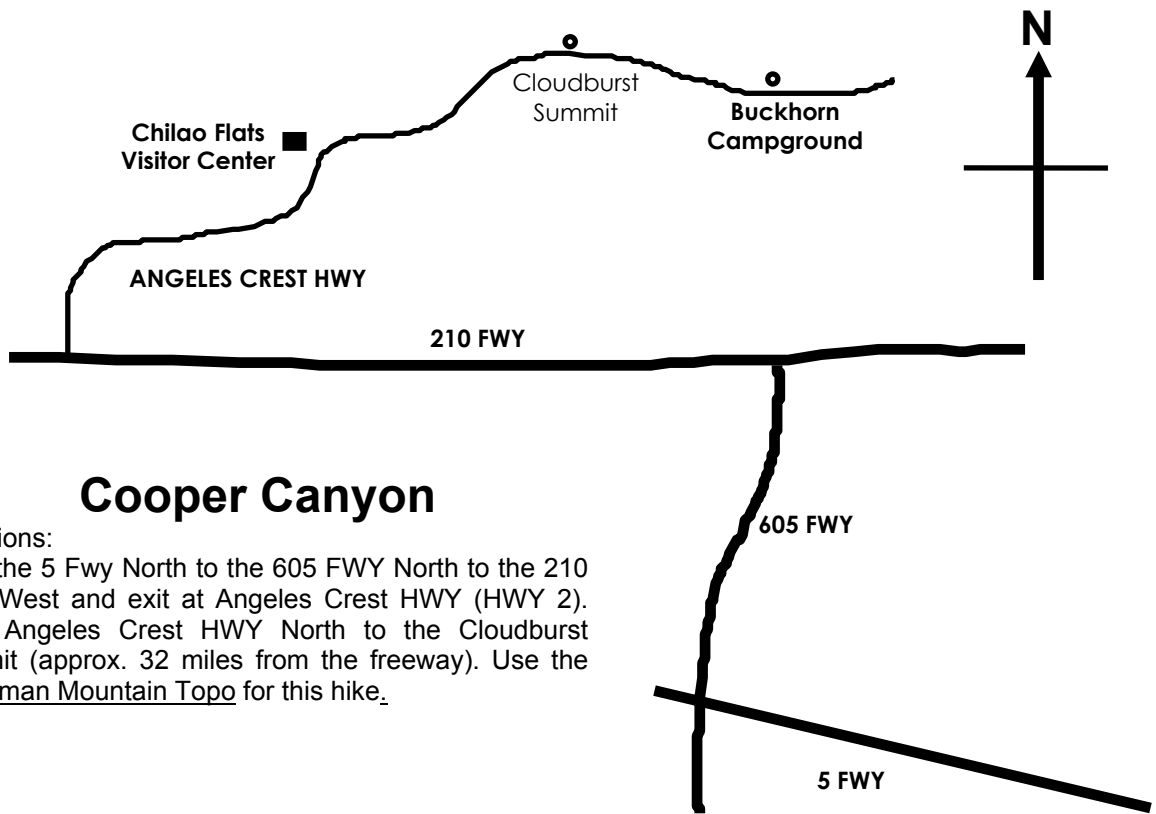 N
Cloudburst
Summit
Buckhorn
Campground
Chilao Flats
Visitor Center
ANGELES CREST HWY
210 FWY
605 FWY
5 FWY
Cooper Canyon
ions:
the 5 Fwy North to the 605 FWY North to the 210
West and exit at Angeles Crest HWY (HWY 2).
Angeles Crest HWY North to the Cloudburst
it (approx. 32 miles from the freeway). Use the
man Mountain Topo for this hike.